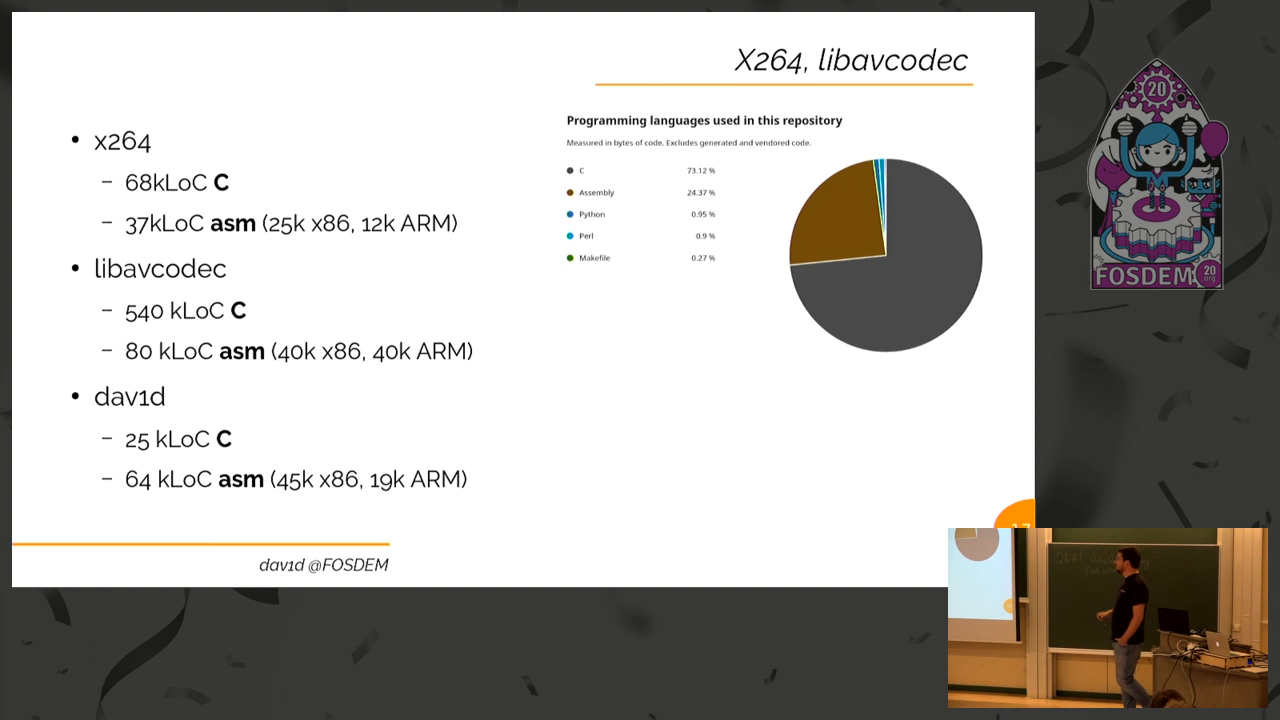 X264, libavcodec
• x264
– 68kLoC C
– 37kLoC asm (25k x86, 12k ARM)
• libavcodec
– 540 kLoC C
– 80 kLoC asm (40k x86, 40k ARM)
• dav1d
– 25 kLoC C
– 64 kLoC asm (45k x86, 19k ARM)
Programming languages used in this repository
Measured in bytes of code. Excludes generated and vendored code.
C 73.12 %
Assembly 24.37 %
Python 0.95 %
Perl 0.9 %
Makefile 0.27 %
dav1d @FOSDEM
20
FOSDEM 20
.org